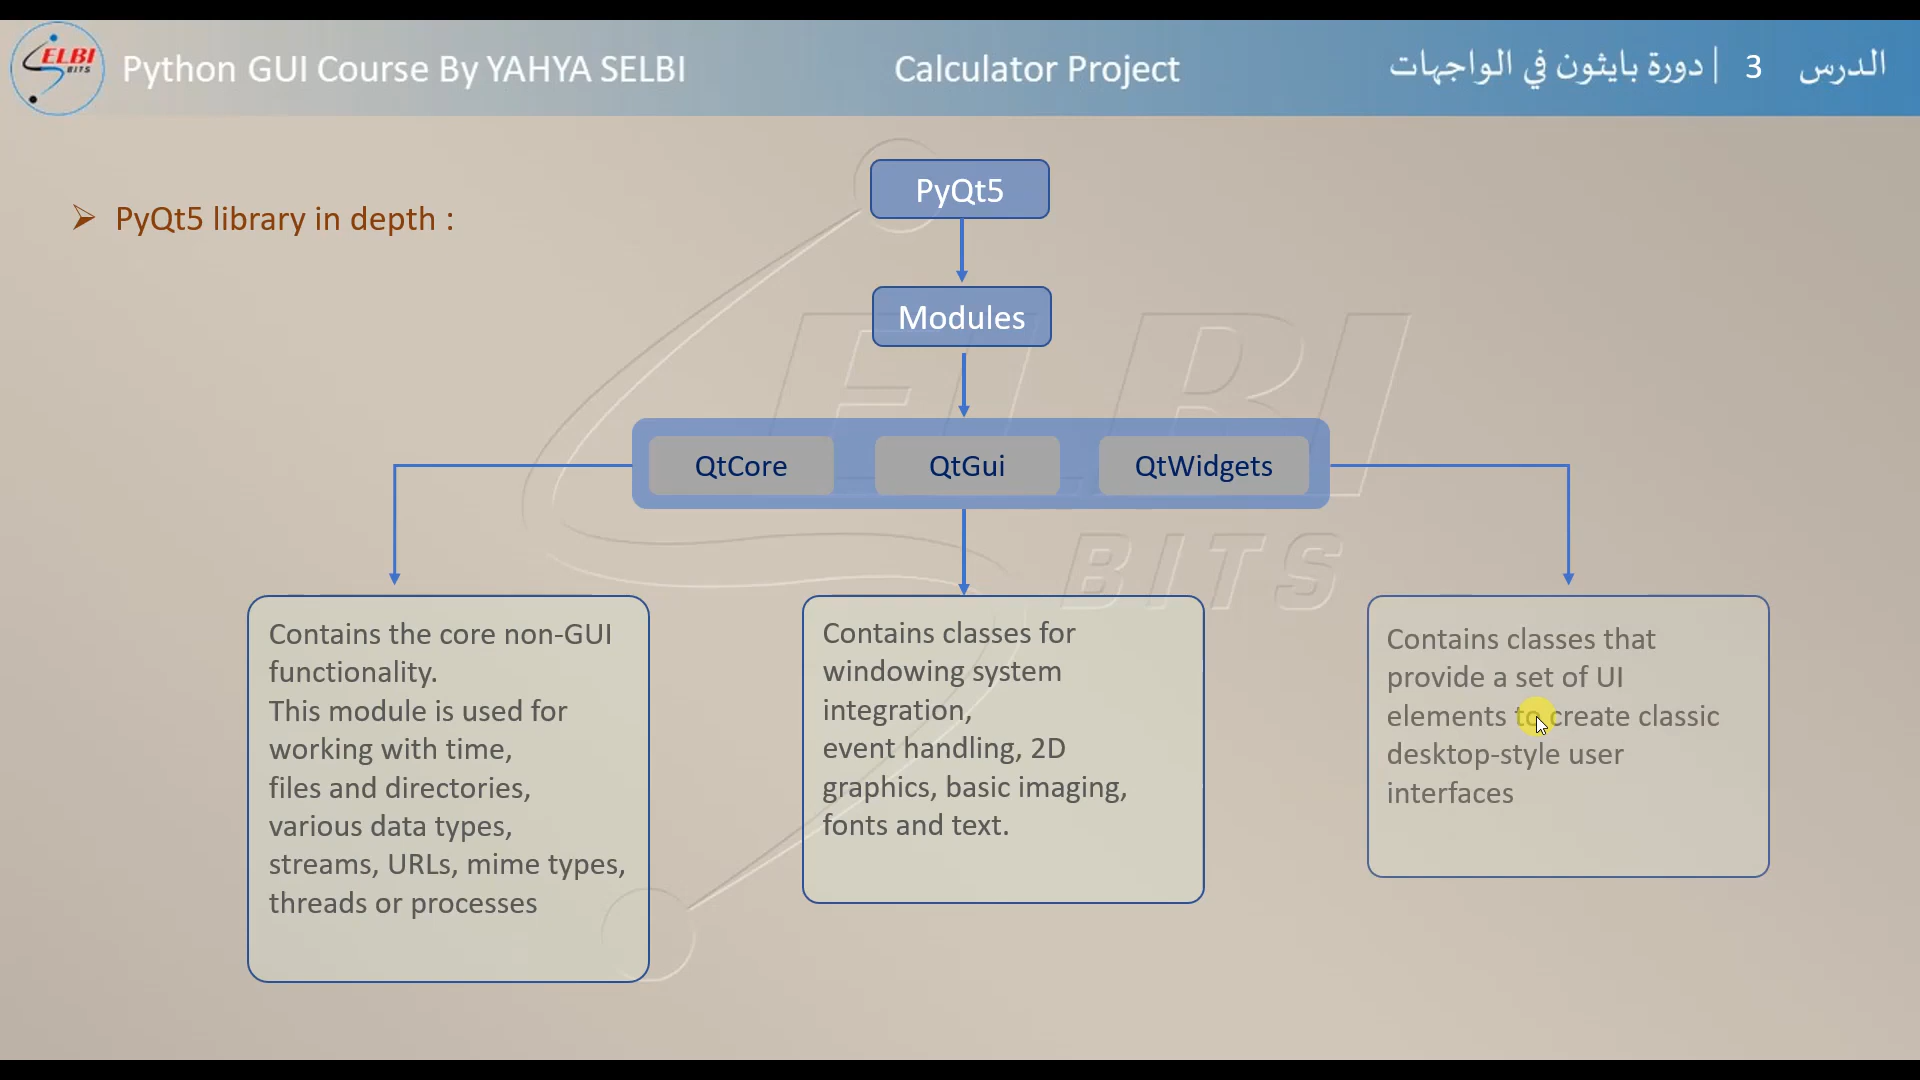 ELBI
BITS
Python GUI Course By YAHYA SELBI
Calculator Project
الدرس 3 | دورة بايثون في الواجهات
PyQt5
➢ PyQt5 library in depth :
Modules
QtCore
QtGui
QtWidgets
ELBI
BITS
Contains the core non-GUI
functionality.
This module is used for
working with time,
files and directories,
various data types,
streams, URLs, mime types,
threads or processes
Contains classes for
windowing system
integration,
event handling, 2D
graphics, basic imaging,
fonts and text.
Contains classes that
provide a set of UI
elements to create classic
desktop-style user
interfaces